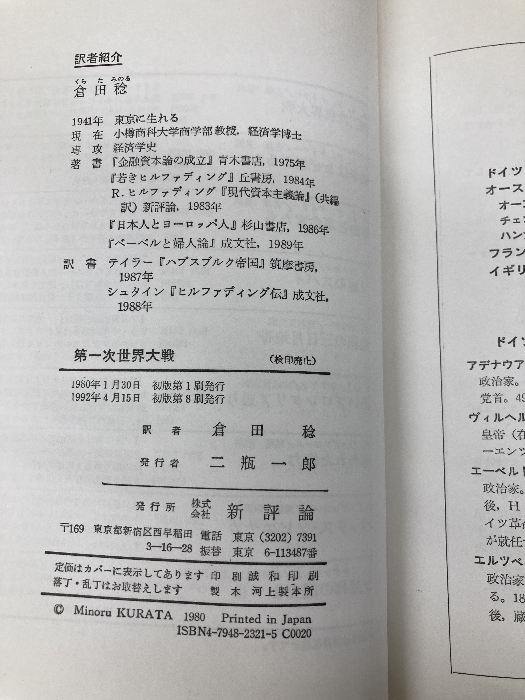 訳者紹介
くら た みのる
倉田 稔
1941年 東京に生れる
現在 小樽商科大学商学部教授，経済学博士
専攻 経済学史
著書 『金融資本論の成立』青木書店，1975年
『若きヒルファディング』丘書房，1984年
R．ヒルファディング『現代資本主義論』（共編
訳）新評論，1983年
『日本人とヨーロッパ人』杉山書店，1986年
『ベーベルと婦人論』成文社，1989年
訳書 テイラー『ハプスブルク帝国』筑摩書房，
1987年
シュタイン『ヒルファディング伝』成文社，
1988年
第一次世界大戦 （検印廃止）
1980年1月30日 初版第1刷発行
1992年4月15日 初版第8刷発行
訳者 倉田 稔
発行者 二瓶一郎
発行所 株式会社 新評論
〒169 東京都新宿区西早稲田 電話 東京 (3202) 7391
3-16-28 振替 東京 6-113487番
定価はカバーに表示してあります 印刷 誠和印刷
落丁・乱丁はお取替えします 製本 河上製本所
© Minoru KURATA 1980 Printed in Japan
ISBN4-7948-2321-5 C0020
ドイツ
オース
オー
チェ
ハン
フラン
イギリ
ドイツ
アデナウア
政治家。
党首。49
ヴィルヘル
皇帝（在
ーエンツ
エーベルト
政治家。
後，H
イツ革命
が就任
エルツベ
政治家
る。18
後，蔵